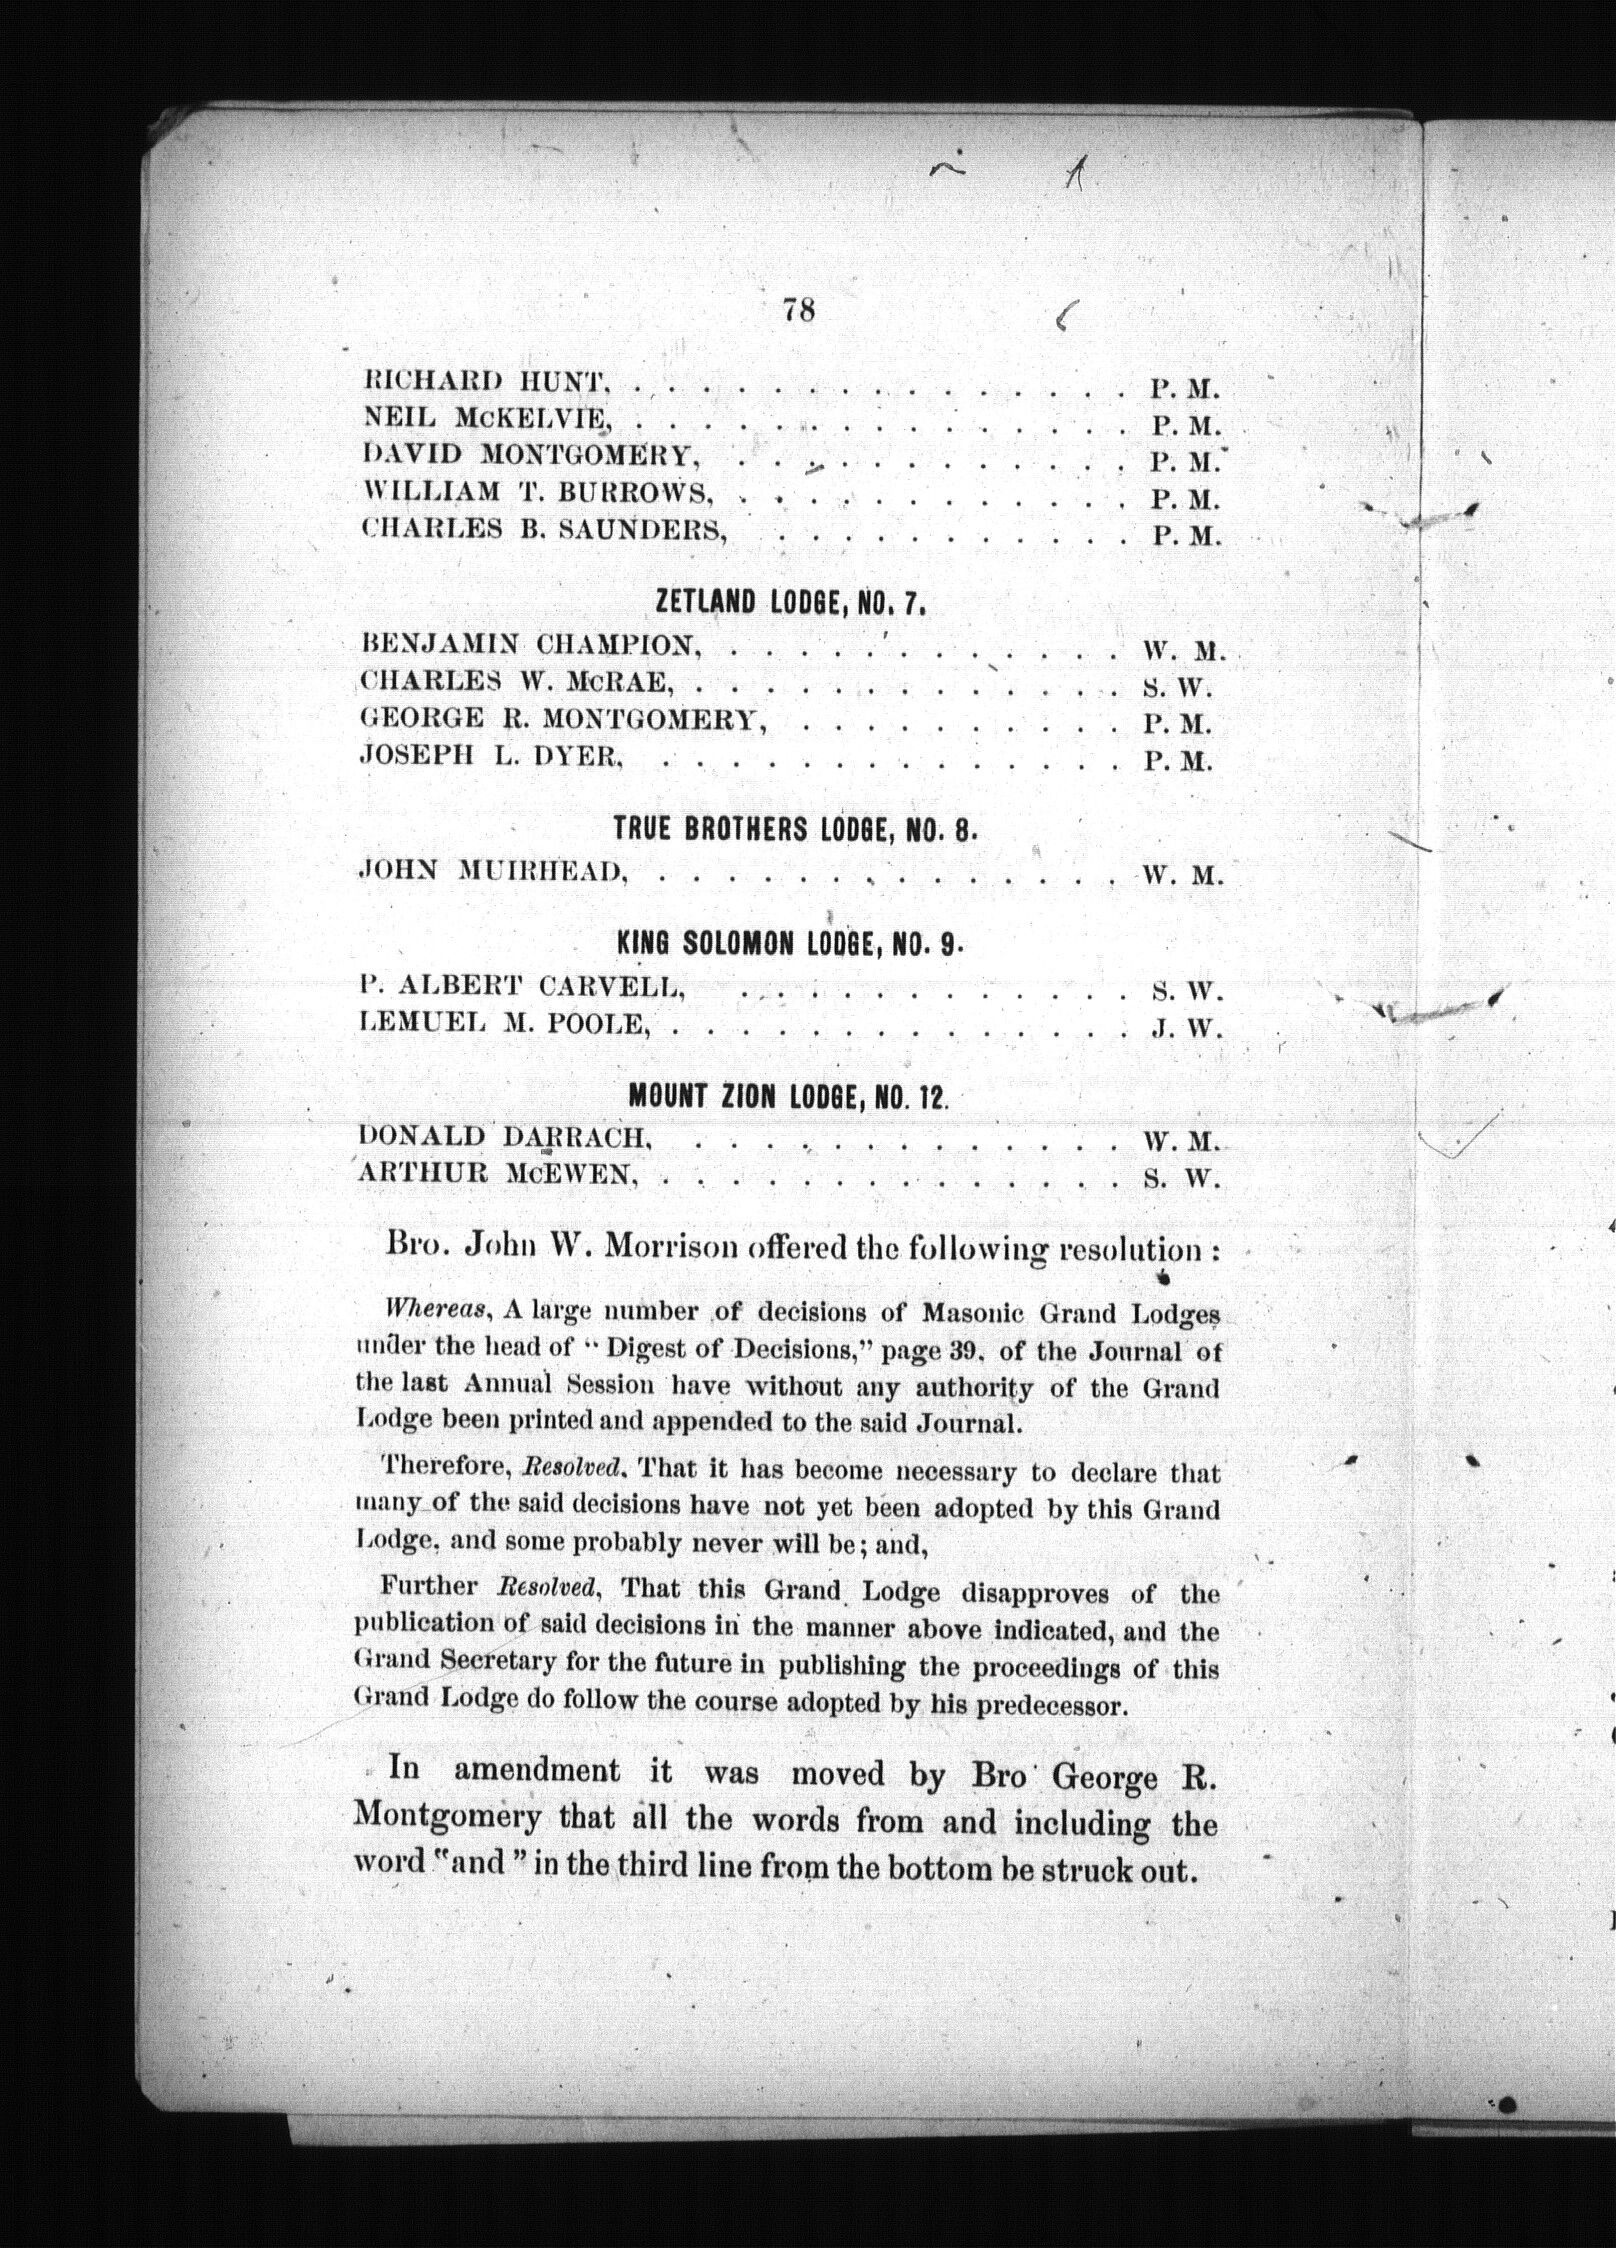 78
RICHARD HUNT, . . . . . . . . . . . . . . . P. M.
NEIL McKELVIE, . . . . . . . . . . . . . . . P. M.
DAVID MONTGOMERY, . . . . . . . . . . . . P. M.
WILLIAM T. BURROWS, . . . . . . . . . . . . P. M.
CHARLES B. SAUNDERS, . . . . . . . . . . . P. M.
ZETLAND LODGE, NO. 7.
BENJAMIN CHAMPION, . . . . . . . . . . . . W. M.
CHARLES W. McRAE, . . . . . . . . . . . . . S. W.
GEORGE R. MONTGOMERY, . . . . . . . . . . P. M.
JOSEPH L. DYER, . . . . . . . . . . . . . . P. M.
TRUE BROTHERS LODGE, NO. 8.
JOHN MUIRHEAD, . . . . . . . . . . . . . . W. M.
KING SOLOMON LODGE, NO. 9.
P. ALBERT CARVELL, . . . . . . . . . . . . S. W.
LEMUEL M. POOLE, . . . . . . . . . . . . . . J. W.
MOUNT ZION LODGE, NO. 12.
DONALD DARRACH, . . . . . . . . . . . . . W. M.
ARTHUR McEWEN, . . . . . . . . . . . . . . S. W.
Bro. John W. Morrison offered the following resolution :
Whereas, A large number of decisions of Masonic Grand Lodges
under the head of " Digest of Decisions," page 39, of the Journal of
the last Annual Session have without any authority of the Grand
Lodge been printed and appended to the said Journal.
Therefore, Resolved, That it has become necessary to declare that
many of the said decisions have not yet been adopted by this Grand
Lodge, and some probably never will be; and,
Further Resolved, That this Grand Lodge disapproves of the
publication of said decisions in the manner above indicated, and the
Grand Secretary for the future in publishing the proceedings of this
Grand Lodge do follow the course adopted by his predecessor.
In amendment it was moved by Bro George R.
Montgomery that all the words from and including the
word "and " in the third line from the bottom be struck out.